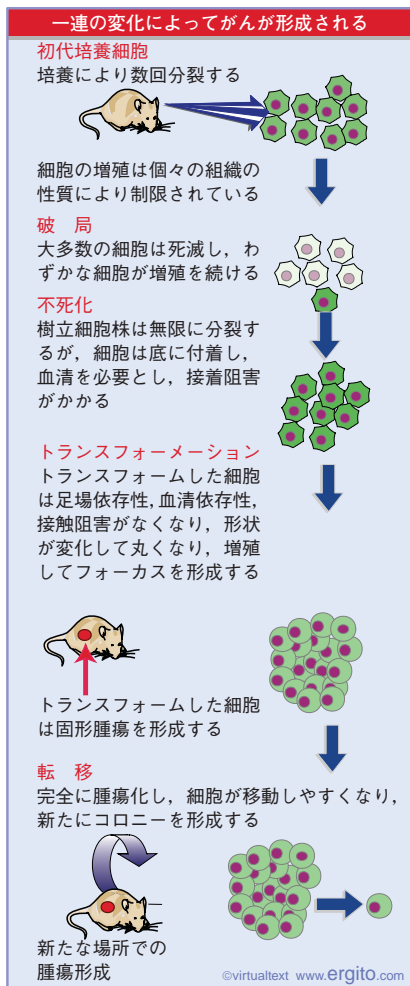 一連の変化によってがんが形成される
初代培養細胞
培養により数回分裂する
細胞の増殖は個々の組織の
性質により制限されている
破　局
大多数の細胞は死滅し，わ
ずかな細胞が増殖を続ける
不死化
樹立細胞株は無限に分裂す
るが，細胞は底に付着し，
血清を必要とし，接着阻害
がかかる
トランスフォーメーション
トランスフォームした細胞
は足場依存性，血清依存性，
接触阻害がなくなり，形状
が変化して丸くなり，増殖
してフォーカスを形成する
トランスフォームした細胞
は固形腫瘍を形成する
転　移
完全に腫瘍化し，細胞が移動しやすくなり，
新たにコロニーを形成する
新たな場所での
腫瘍形成
©virtualtext www.ergito.com